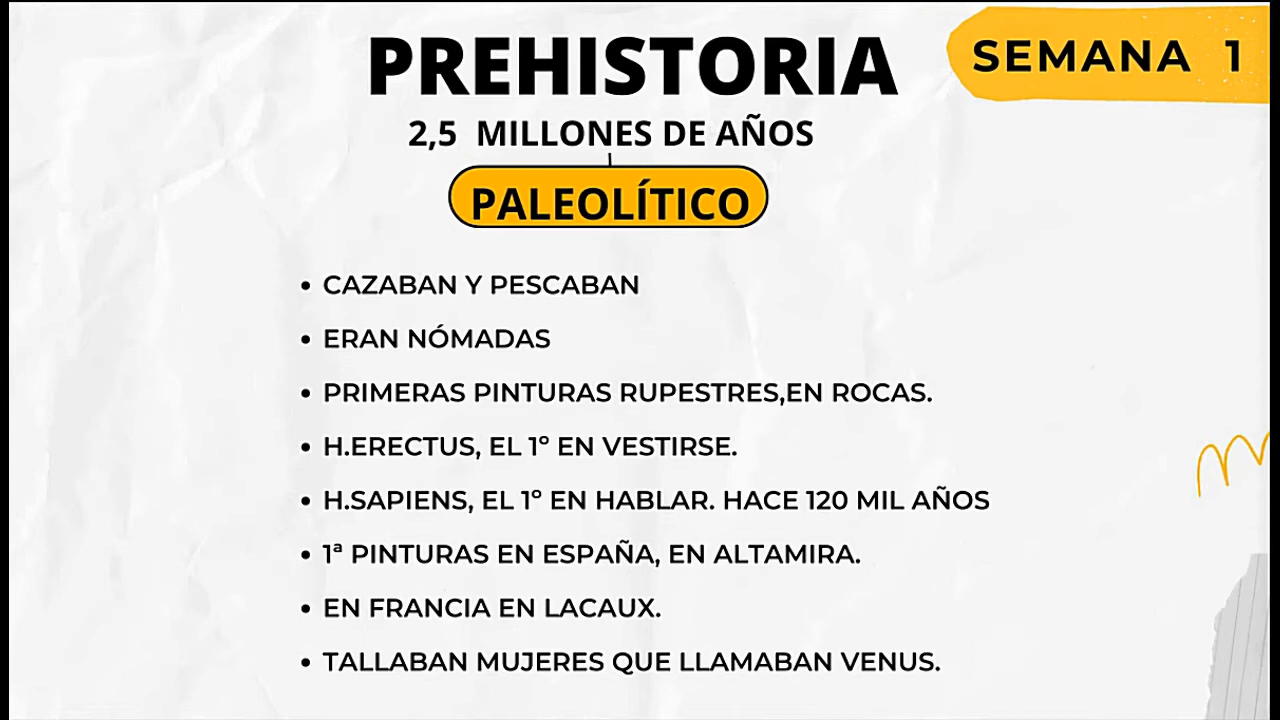 PREHISTORIA
SEMANA 1
2,5 MILLONES DE AÑOS
PALEOLÍTICO
• CAZABAN Y PESCABAN
• ERAN NÓMADAS
• PRIMERAS PINTURAS RUPESTRES,EN ROCAS.
• H.ERECTUS, EL 1º EN VESTIRSE.
• H.SAPIENS, EL 1º EN HABLAR. HACE 120 MIL AÑOS
• 1ª PINTURAS EN ESPAÑA, EN ALTAMIRA.
• EN FRANCIA EN LACAUX.
• TALLABAN MUJERES QUE LLAMABAN VENUS.